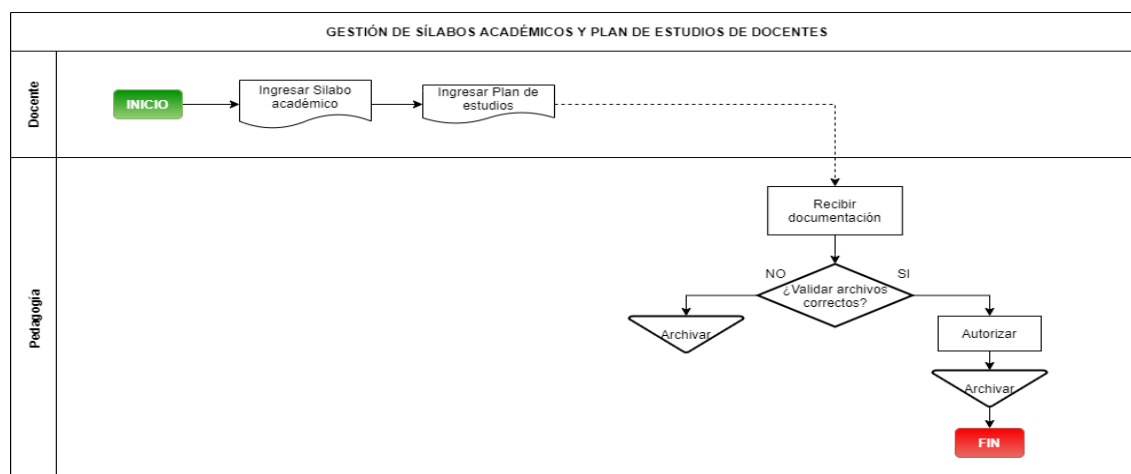 GESTIÓN DE SÍLABOS ACADÉMICOS Y PLAN DE ESTUDIOS DE DOCENTES
Docente
INICIO
Ingresar Silabo
académico
Ingresar Plan de
estudios
Pedagogía
Recibir
documentación
NO
SI
¿Validar archivos
correctos?
Archivar
Autorizar
Archivar
FIN